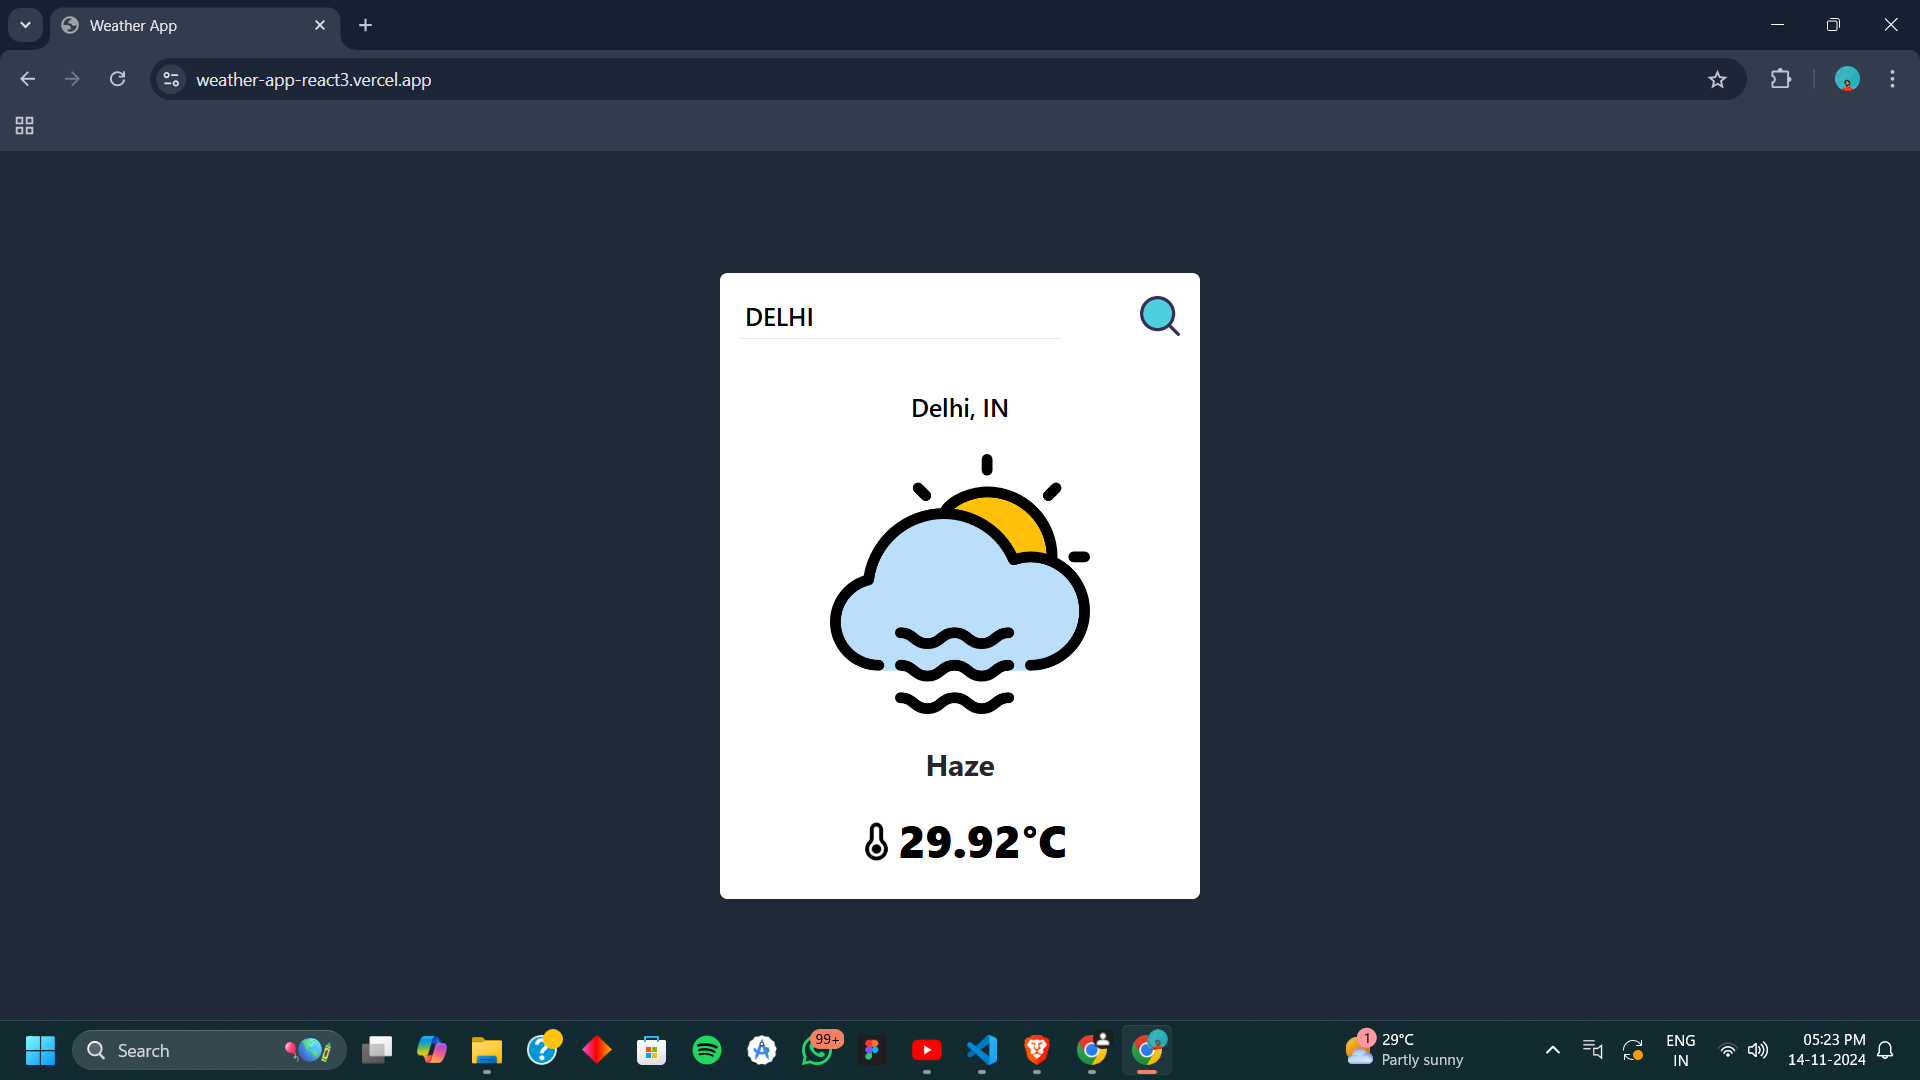 Weather App
weather-app-react3.vercel.app
DELHI
Delhi, IN
Haze
29.92°C
Search
99+
1
29°C
Partly sunny
ENG
IN
05:23 PM
14-11-2024